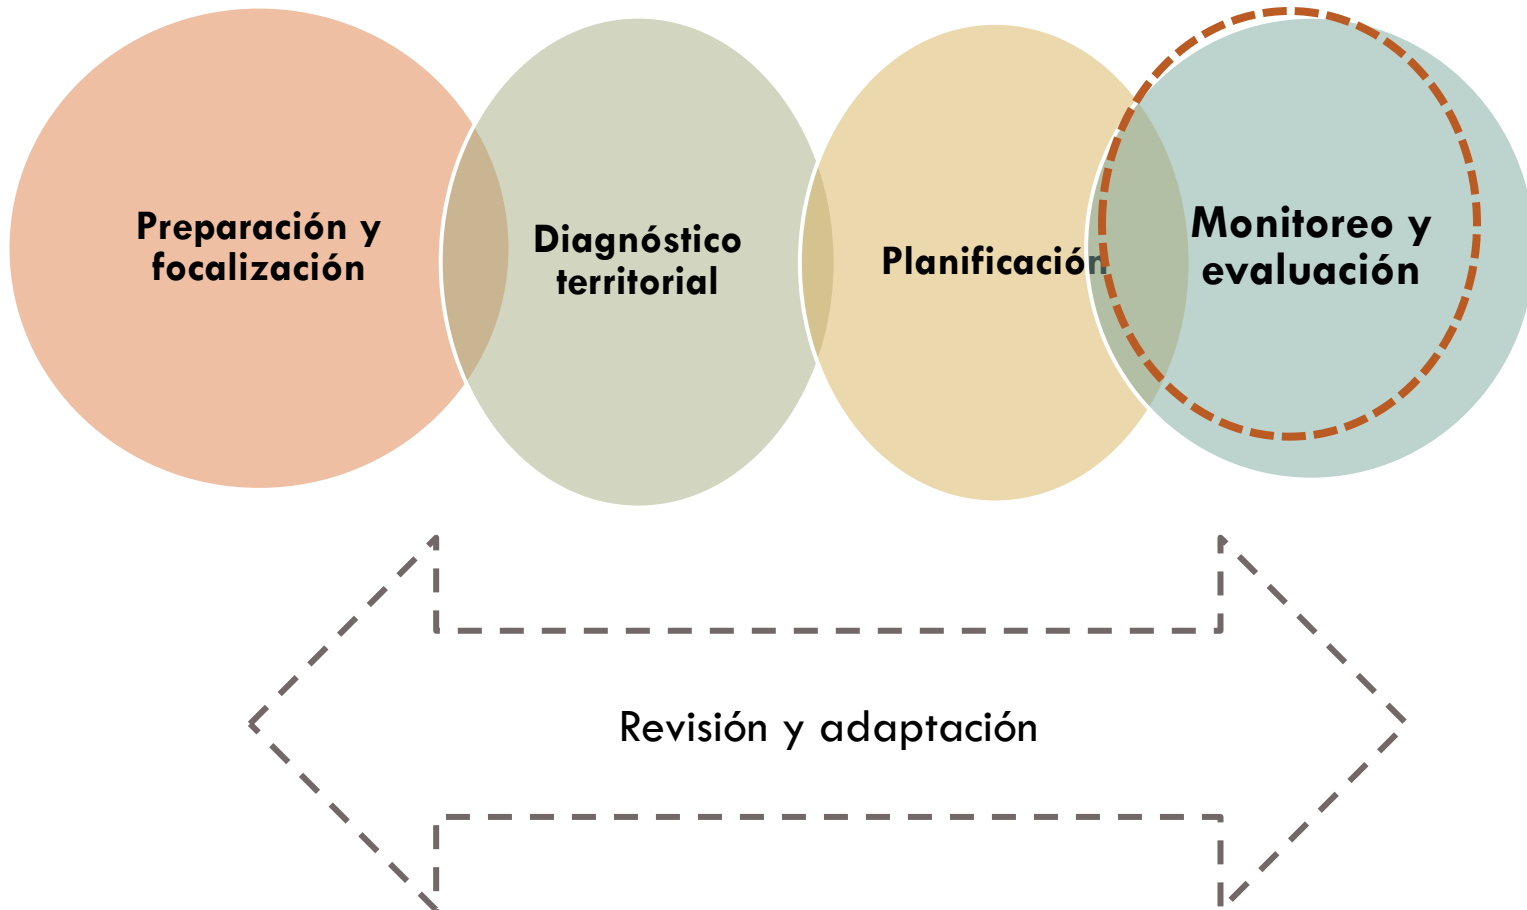 Preparación y
focalización
Diagnóstico
territorial
Planificación
Monitoreo y
evaluación
Revisión y adaptación